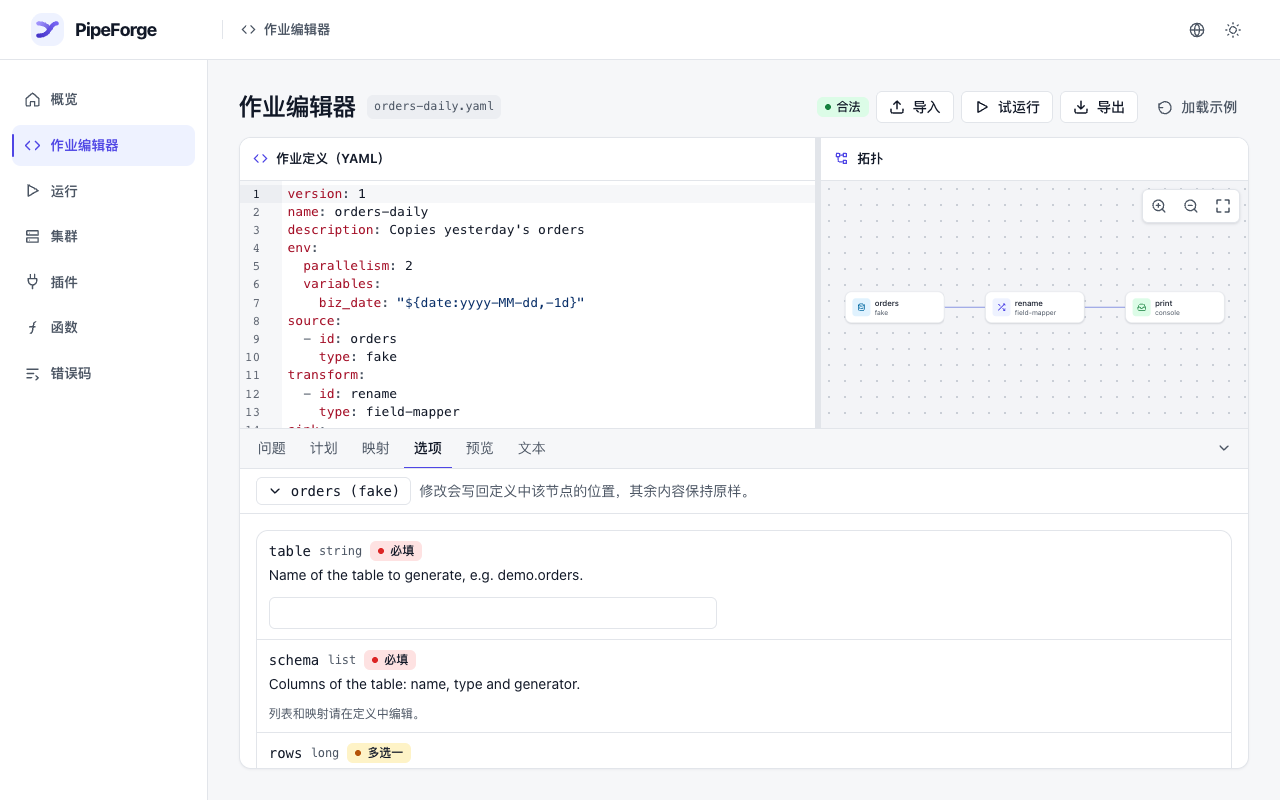 PipeForge
作业编辑器
概览
作业编辑器
运行
集群
插件
函数
错误码
作业编辑器 orders-daily.yaml
合法 导入 试运行 导出 加载示例
作业定义（YAML）
1 version: 1
2 name: orders-daily
3 description: Copies yesterday's orders
4 env:
5 parallelism: 2
6 variables:
7 biz_date: "${date:yyyy-MM-dd,-1d}"
8 source:
9 - id: orders
10 type: fake
11 transform:
12 - id: rename
13 type: field-mapper
拓扑
orders
fake
rename
field-mapper
print
console
问题 计划 映射 选项 预览 文本
orders (fake) 修改会写回定义中该节点的位置，其余内容保持原样。
table string 必填
Name of the table to generate, e.g. demo.orders.
schema list 必填
Columns of the table: name, type and generator.
列表和映射请在定义中编辑。
rows long 多选一